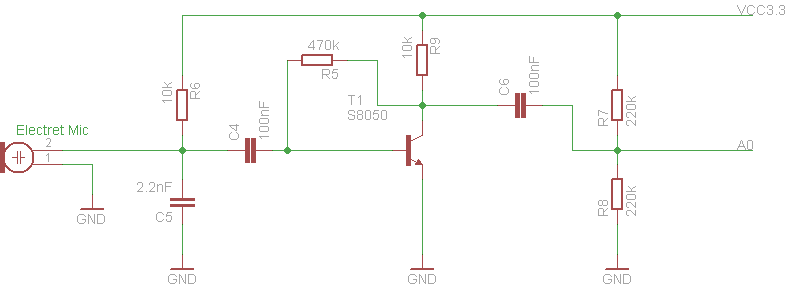 VCC3.3
470k
R5
10k
R9
10K
R6
C6
100nF
T1
S8050
R7
220K
Electret Mic
2
1
C4
100nF
A0
2.2nF
C5
R8
220K
GND
GND
GND
GND